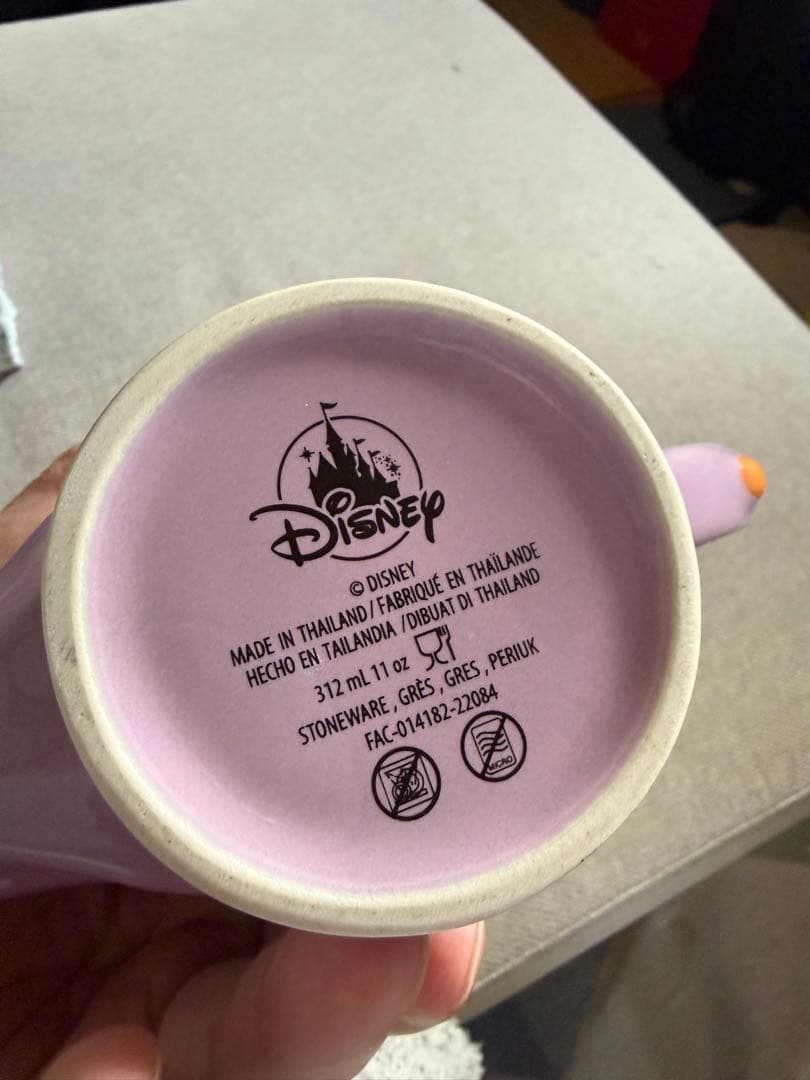 Disney
© DISNEY
MADE IN THAILAND / FABRIQUÉ EN THAÏLANDE
HECHO EN TAILANDIA /DIBUAT DI THAILAND
312 mL 11 oz
STONEWARE , GRÈS , GRES , PERIUK
FAC-014182-22084
MICRO